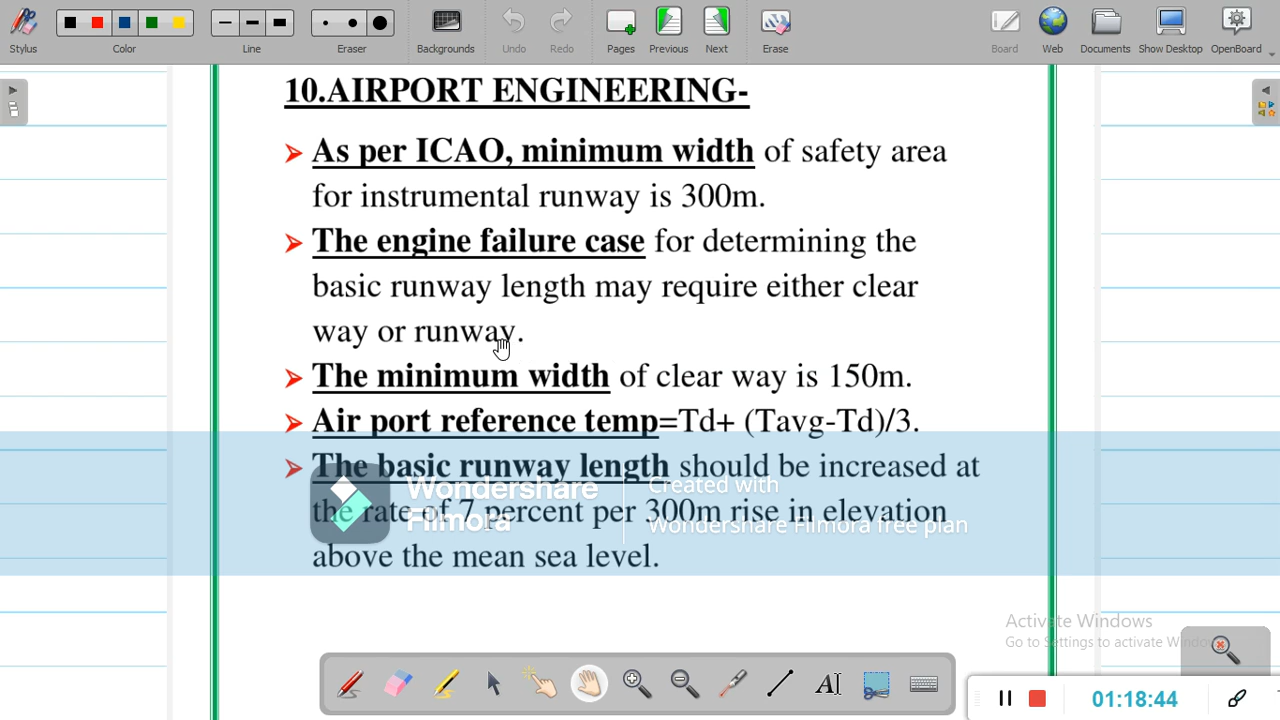 Stylus
Color
Line
Eraser
Backgrounds
Undo
Redo
Pages
Previous
Next
Erase
Board
Web
Documents
Show Desktop
OpenBoard
10.AIRPORT ENGINEERING-
➢ As per ICAO, minimum width of safety area
for instrumental runway is 300m.
➢ The engine failure case for determining the
basic runway length may require either clear
way or runway.
➢ The minimum width of clear way is 150m.
➢ Air port reference temp=Td+ (Tavg-Td)/3.
➢ The basic runway length should be increased at
the rate of 7 percent per 300m rise in elevation
above the mean sea level.
Wondershare
Filmora
Created with
Wondershare Filmora free plan
Activate Windows
Go to Settings to activate
01:18:44